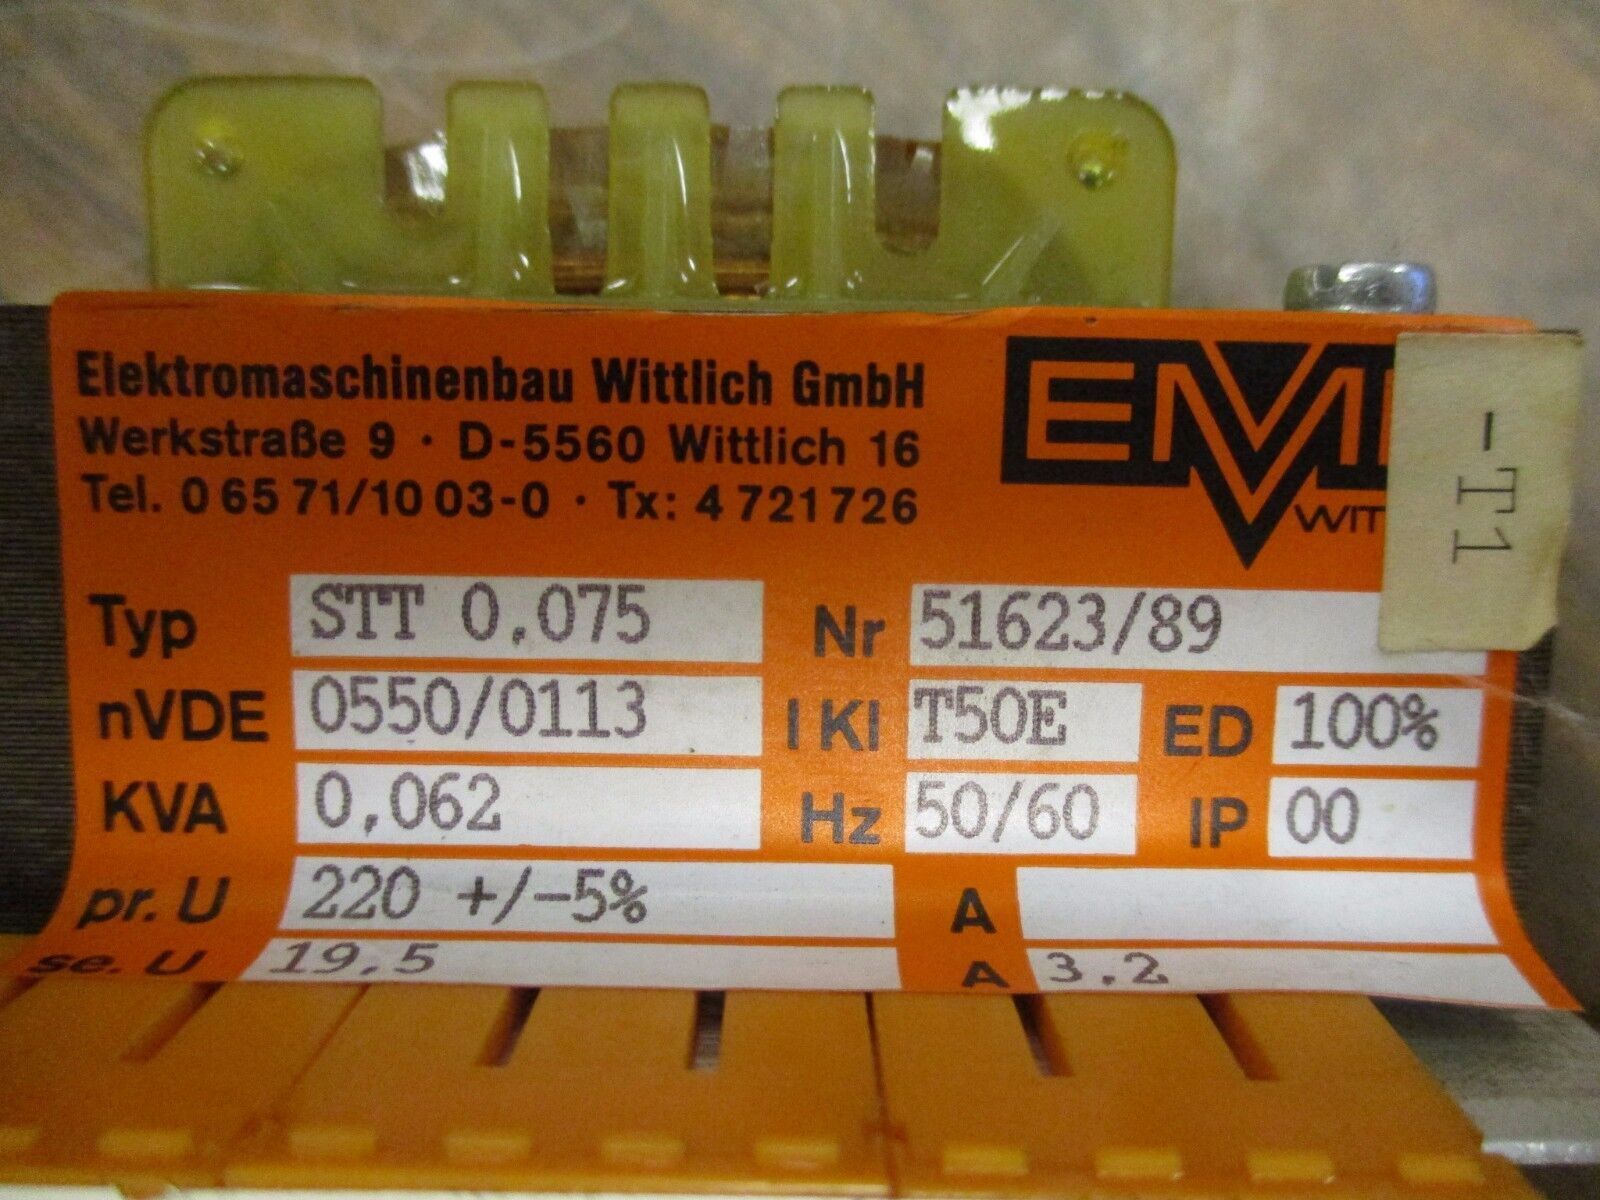 Elektromaschinenbau Wittlich GmbH
Werkstraße 9 · D-5560 Wittlich 16
Tel. 0 65 71/10 03-0 · Tx: 4 721 726
-T1
Typ STT 0,075 Nr 51623/89
nVDE 0550/0113 I Kl T50E ED 100%
KVA 0,062 Hz 50/60 IP 00
pr. U 220 +/-5% A
se. U 19,5 A 3.2